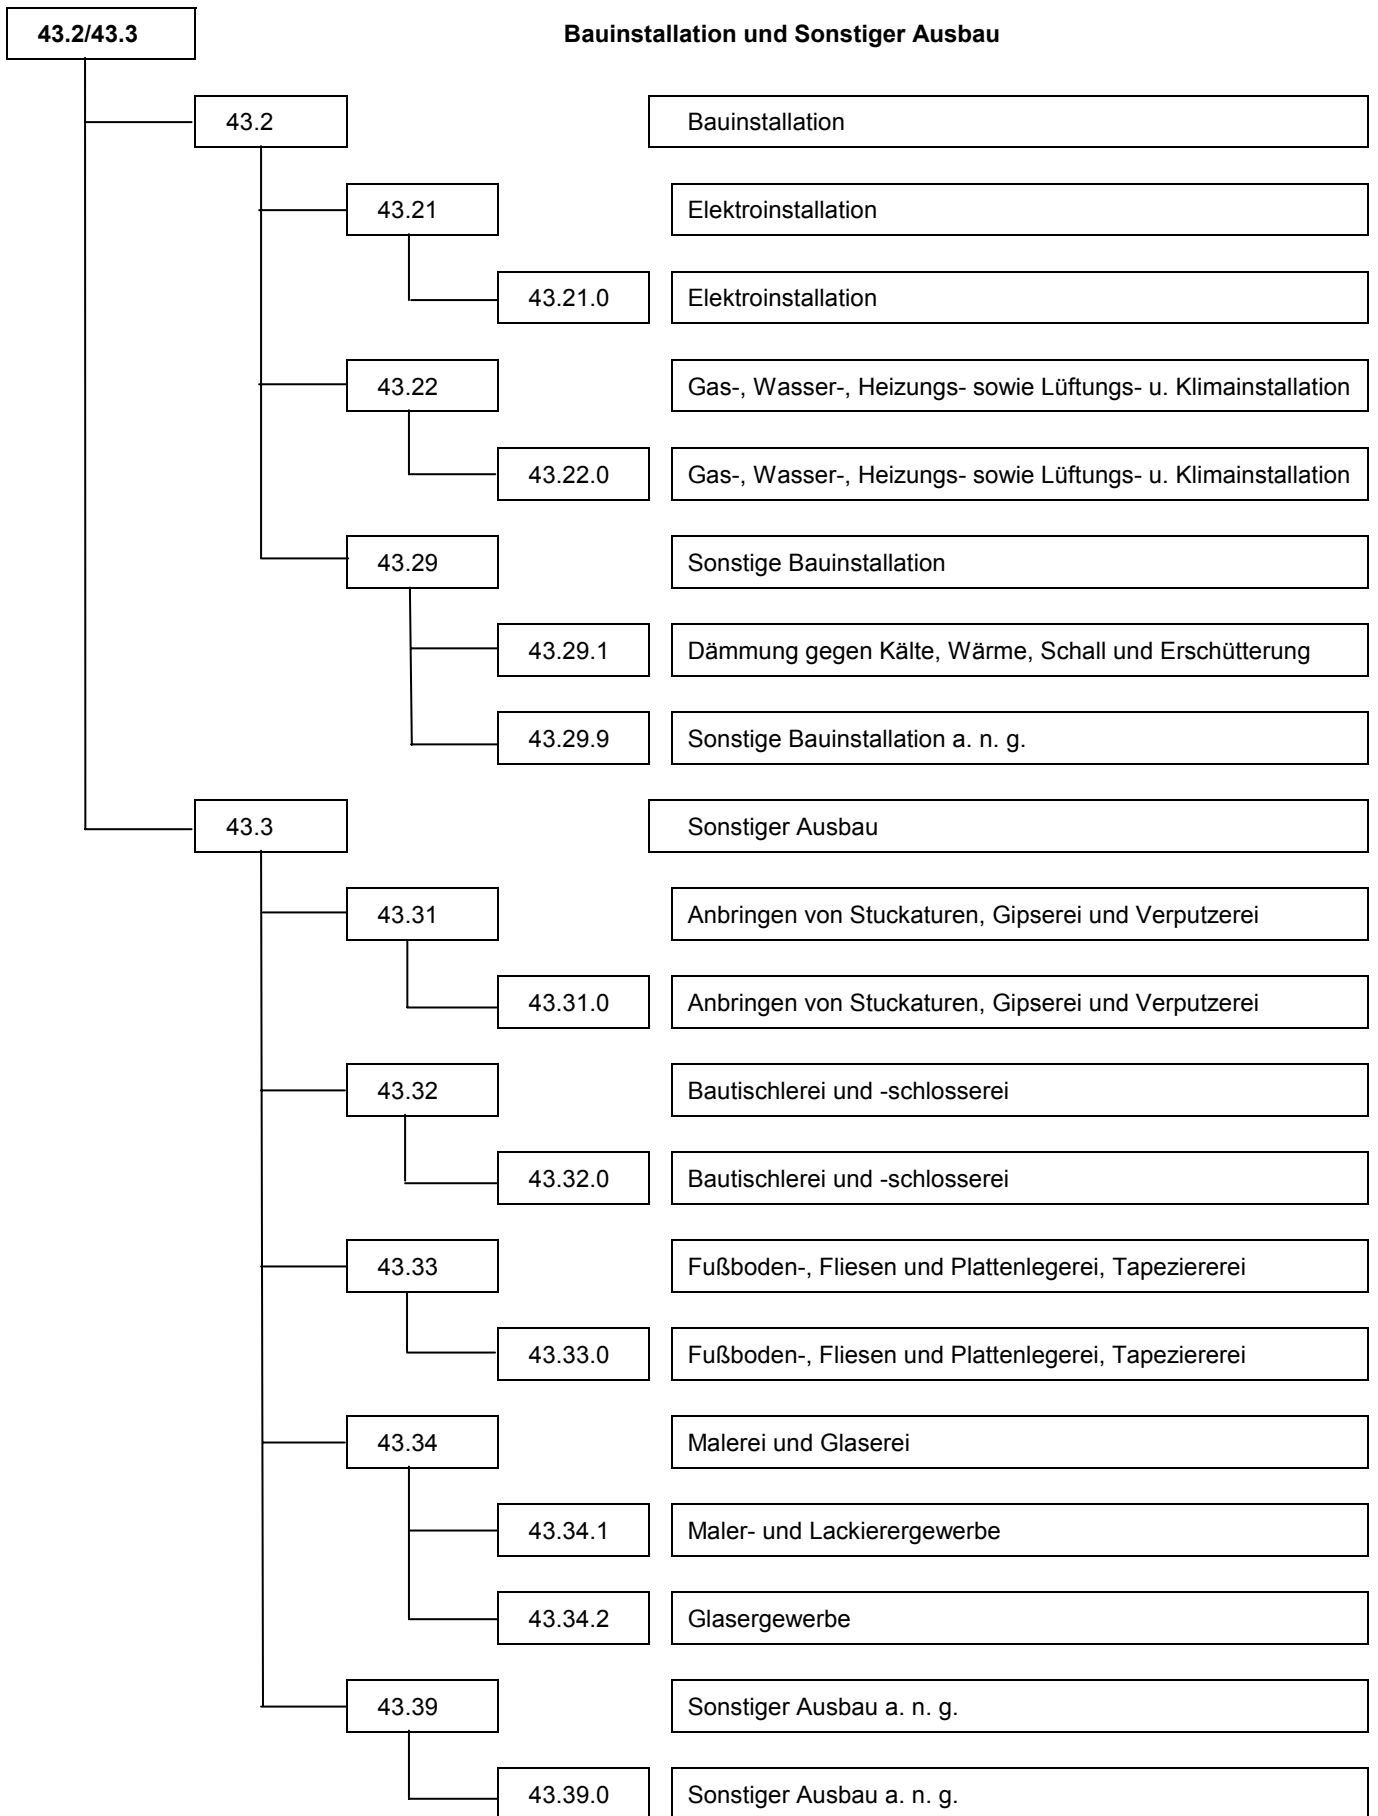 43.2/43.3 Bauinstallation und Sonstiger Ausbau
43.2 Bauinstallation
43.21 Elektroinstallation
43.21.0 Elektroinstallation
43.22 Gas-, Wasser-, Heizungs- sowie Lüftungs- u. Klimainstallation
43.22.0 Gas-, Wasser-, Heizungs- sowie Lüftungs- u. Klimainstallation
43.29 Sonstige Bauinstallation
43.29.1 Dämmung gegen Kälte, Wärme, Schall und Erschütterung
43.29.9 Sonstige Bauinstallation a. n. g.
43.3 Sonstiger Ausbau
43.31 Anbringen von Stuckaturen, Gipserei und Verputzerei
43.31.0 Anbringen von Stuckaturen, Gipserei und Verputzerei
43.32 Bautischlerei und -schlosserei
43.32.0 Bautischlerei und -schlosserei
43.33 Fußboden-, Fliesen und Plattenlegerei, Tapeziererei
43.33.0 Fußboden-, Fliesen und Plattenlegerei, Tapeziererei
43.34 Malerei und Glaserei
43.34.1 Maler- und Lackierergewerbe
43.34.2 Glasergewerbe
43.39 Sonstiger Ausbau a. n. g.
43.39.0 Sonstiger Ausbau a. n. g.